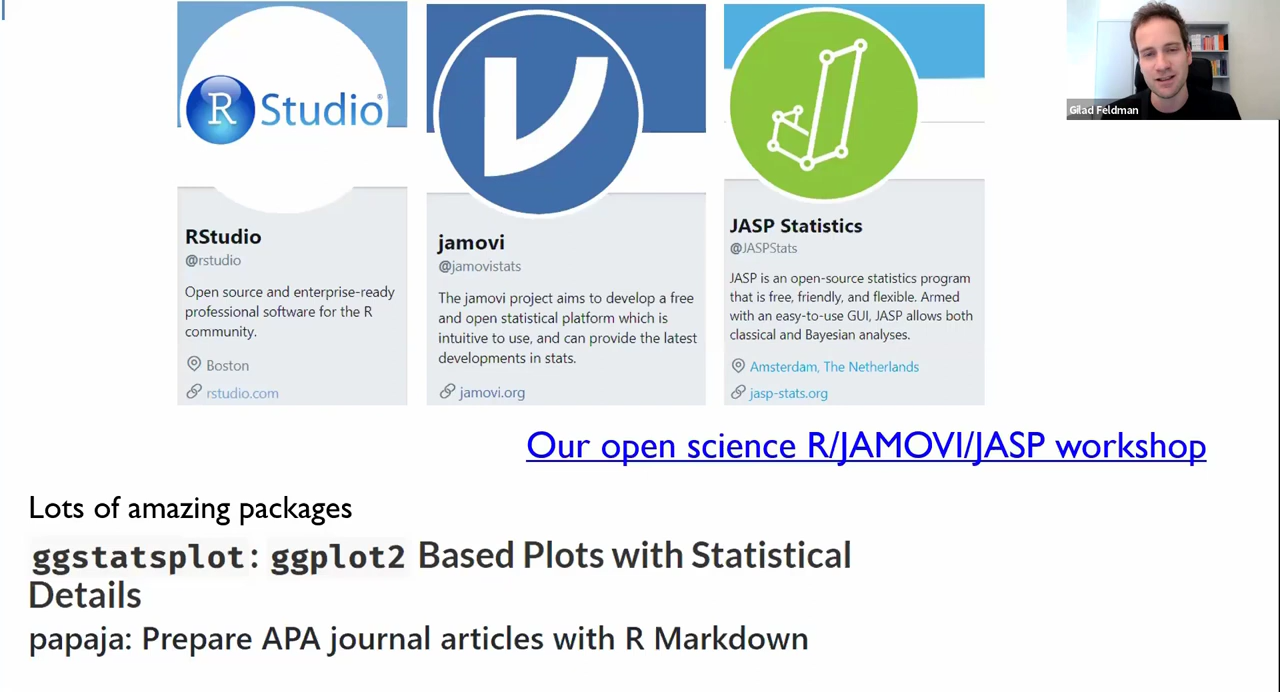 R Studio®
RStudio
@rstudio
Open source and enterprise-ready
professional software for the R
community.
Boston
rstudio.com
jamovi
@jamovistats
The jamovi project aims to develop a free
and open statistical platform which is
intuitive to use, and can provide the latest
developments in stats.
jamovi.org
JASP Statistics
@JASPStats
JASP is an open-source statistics program
that is free, friendly, and flexible. Armed
with an easy-to-use GUI, JASP allows both
classical and Bayesian analyses.
Amsterdam, The Netherlands
jasp-stats.org
Gilad Feldman
Our open science R/JAMOVI/JASP workshop
Lots of amazing packages
ggstatsplot: ggplot2 Based Plots with Statistical
Details
papaja: Prepare APA journal articles with R Markdown